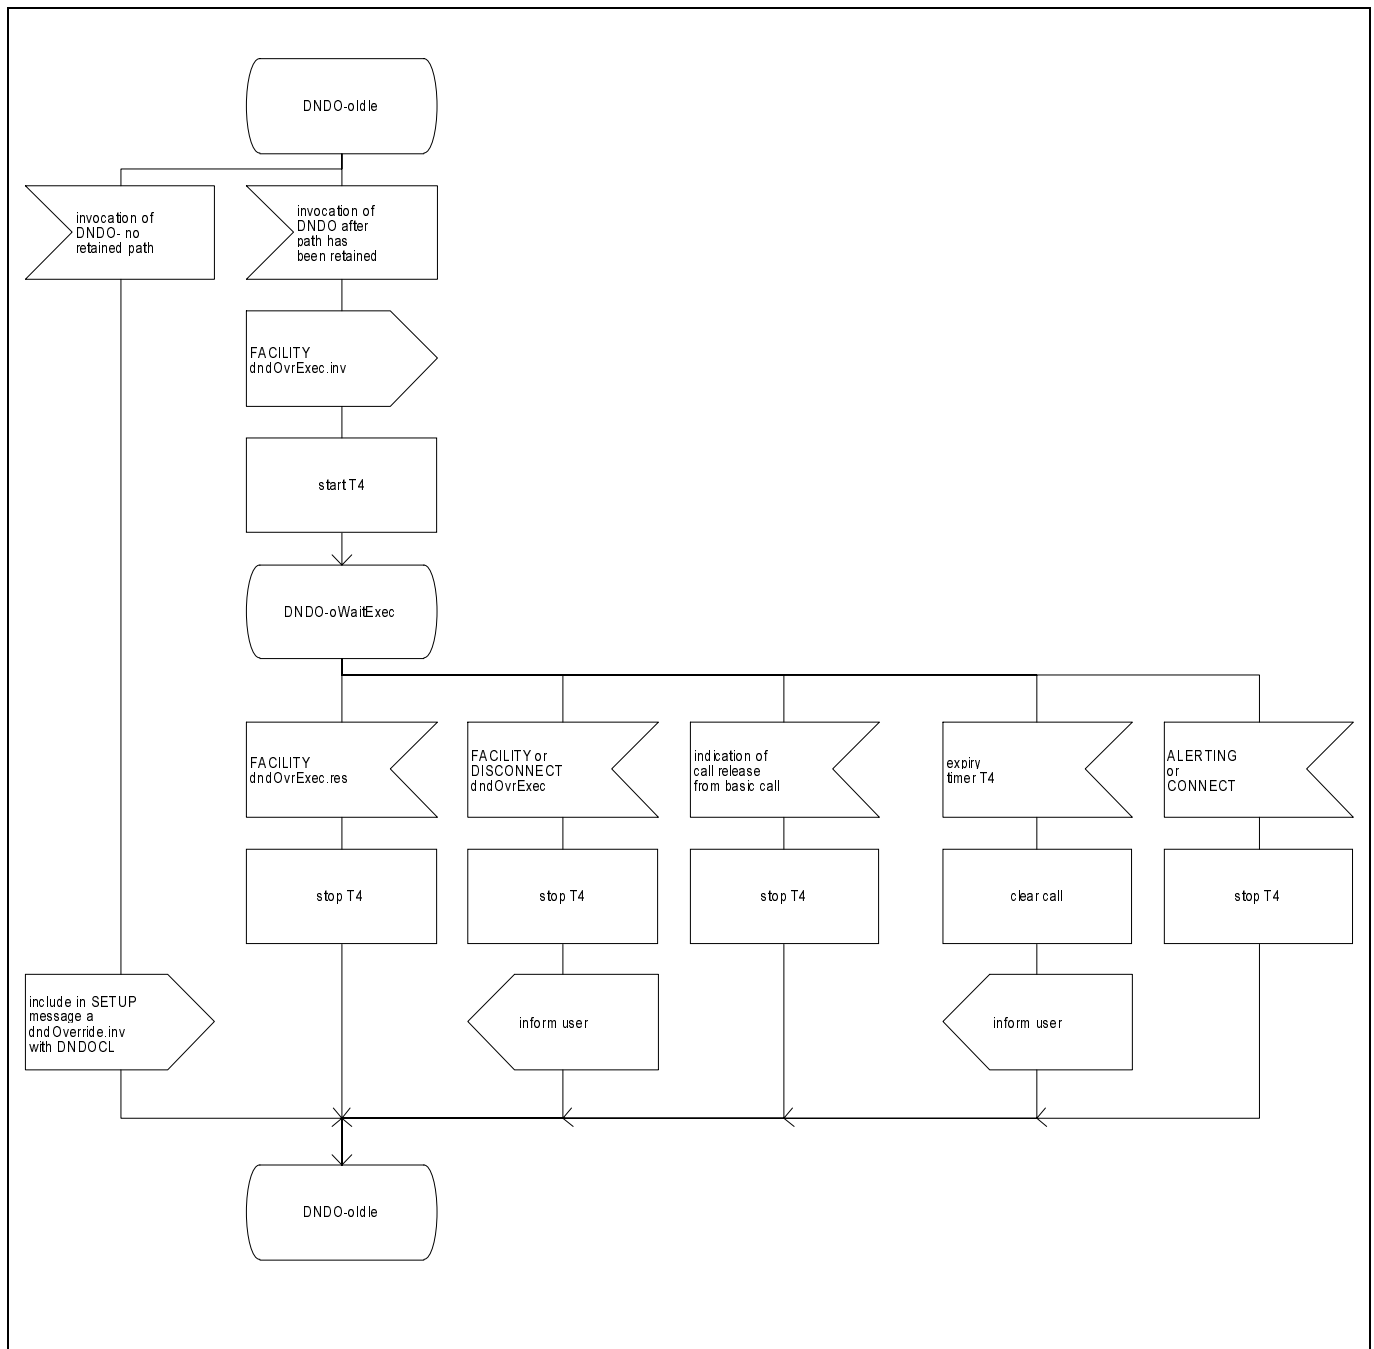 DNDO-oIdle
invocation of
DNDO- no
retained path
invocation of
DNDO after
path has
been retained
FACILITY
dndOvrExec.inv
start T4
DNDO-oWaitExec
FACILITY
dndOvrExec.res
FACILITY or
DISCONNECT
dndOvrExec
indication of
call release
from basic call
expiry
timer T4
ALERTING
or
CONNECT
stop T4
stop T4
stop T4
clear call
stop T4
include in SETUP
message a
dndOverride.inv
with DNDOCL
inform user
inform user
DNDO-oIdle